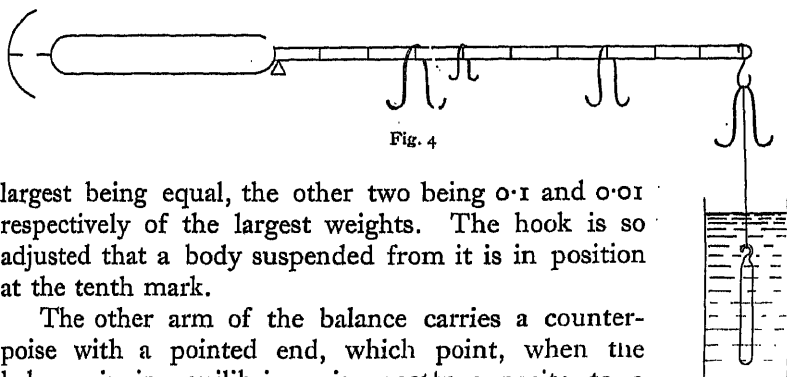 Fig. 4
largest being equal, the other two being 0·1 and 0·01
respectively of the largest weights. The hook is so
adjusted that a body suspended from it is in position
at the tenth mark.
The other arm of the balance carries a counter-
poise with a pointed end, which point, when the